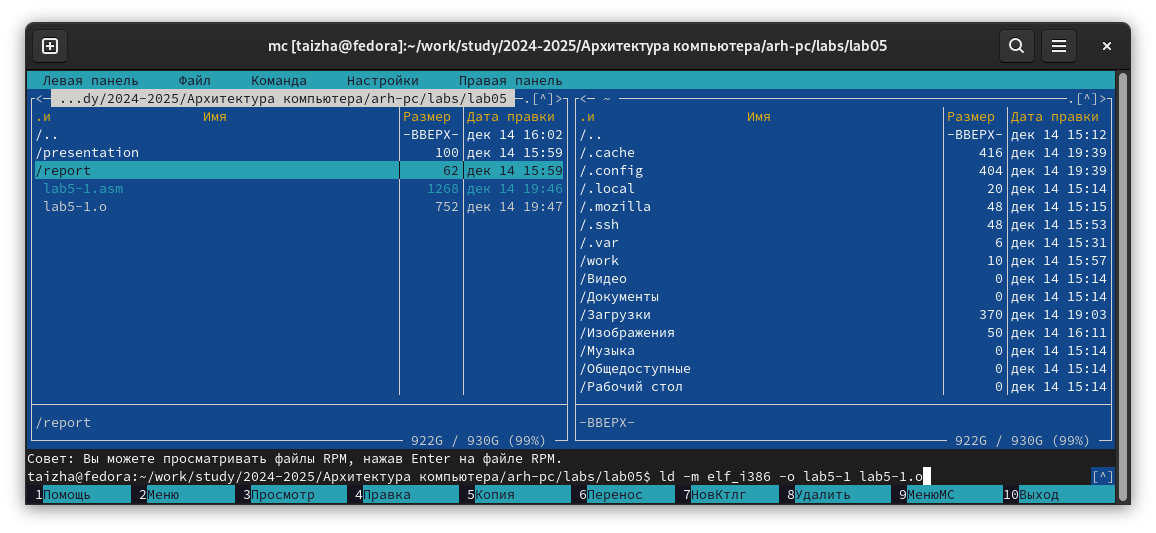 mc [taizha@fedora]:~/work/study/2024-2025/Архитектура компьютера/arh-pc/labs/lab05
Левая панель Файл Команда Настройки Правая панель
<— ...dy/2024-2025/Архитектура компьютера/arh-pc/labs/lab05 —.[^]> <— ~ —.[^]>
.и Имя Размер Дата правки .и Имя Размер Дата правки
/.. -ВВЕРХ- дек 14 16:02 /.. -ВВЕРХ- дек 14 15:12
/presentation 100 дек 14 15:59 /.cache 416 дек 14 19:39
/report 62 дек 14 15:59 /.config 404 дек 14 19:39
lab5-1.asm 1268 дек 14 19:46 /.local 20 дек 14 15:14
lab5-1.o 752 дек 14 19:47 /.mozilla 48 дек 14 15:15
/.ssh 48 дек 14 15:53
/.var 6 дек 14 15:31
/work 10 дек 14 15:57
/Видео 0 дек 14 15:14
/Документы 0 дек 14 15:14
/Загрузки 370 дек 14 19:03
/Изображения 50 дек 14 16:11
/Музыка 0 дек 14 15:14
/Общедоступные 0 дек 14 15:14
/Рабочий стол 0 дек 14 15:14
/report -ВВЕРХ-
922G / 930G (99%) 922G / 930G (99%)
Совет: Вы можете просматривать файлы RPM, нажав Enter на файле RPM.
taizha@fedora:~/work/study/2024-2025/Архитектура компьютера/arh-pc/labs/lab05$ ld -m elf_i386 -o lab5-1 lab5-1.o [^]
1Помощь 2Меню 3Просмотр 4Правка 5Копия 6Перенос 7НовКтлг 8Удалить 9МенюМС 10Выход